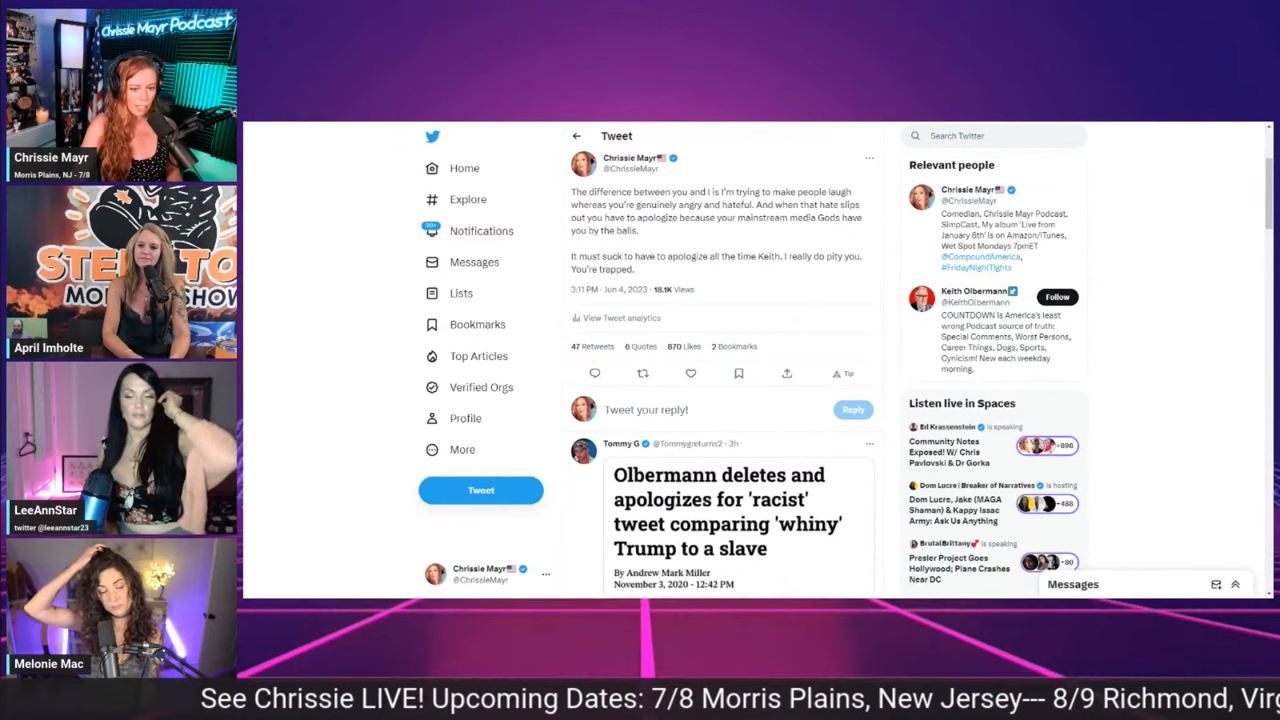 Chrissie Mayr Podcast
Chrissie Mayr
Morris Plains, NJ - 7/8
April Imholte
LeeAnnStar
twitter @leeannstar23
Melonie Mac
Home
Explore
20+
Notifications
Messages
Lists
Bookmarks
Top Articles
Verified Orgs
Profile
More
Tweet
Chrissie Mayr
@ChrissieMayr
Tweet
Chrissie Mayr
@ChrissieMayr
The difference between you and I is I'm trying to make people laugh
whereas you're genuinely angry and hateful. And when that hate slips
out you have to apologize because your mainstream media Gods have
you by the balls.
It must suck to have to apologize all the time Keith. I really do pity you.
You're trapped.
3:11 PM · Jun 4, 2023 · 18.1K Views
View Tweet analytics
47 Retweets 6 Quotes 870 Likes 2 Bookmarks
Tip
Tweet your reply!
Reply
Tommy G @Tommygreturns2 · 3h
Olbermann deletes and
apologizes for 'racist'
tweet comparing 'whiny'
Trump to a slave
By Andrew Mark Miller
November 3, 2020 - 12:42 PM
Search Twitter
Relevant people
Chrissie Mayr
@ChrissieMayr
Comedian, Chrissie Mayr Podcast,
SimpCast, My album 'Live from
January 6th' is on Amazon/iTunes,
Wet Spot Mondays 7pmET
@CompoundAmerica,
#FridayNightTights
Keith Olbermann
@KeithOlbermann
Follow
COUNTDOWN is America's least
wrong Podcast source of truth:
Special Comments, Worst Persons,
Career Things, Dogs, Sports,
Cynicism! New each weekday
morning.
Listen live in Spaces
Ed Krassenstein is speaking
Community Notes
Exposed! W/ Chris
Pavlovski & Dr Gorka
+896
Dom Lucre | Breaker of Narratives is hosting
Dom Lucre, Jake (MAGA
Shaman) & Kappy Isaac
Army: Ask Us Anything
+488
BrutalBrittany is speaking
Presler Project Goes
Hollywood; Plane Crashes
Near DC
+80
Messages
See Chrissie LIVE! Upcoming Dates: 7/8 Morris Plains, New Jersey--- 8/9 Richmond,